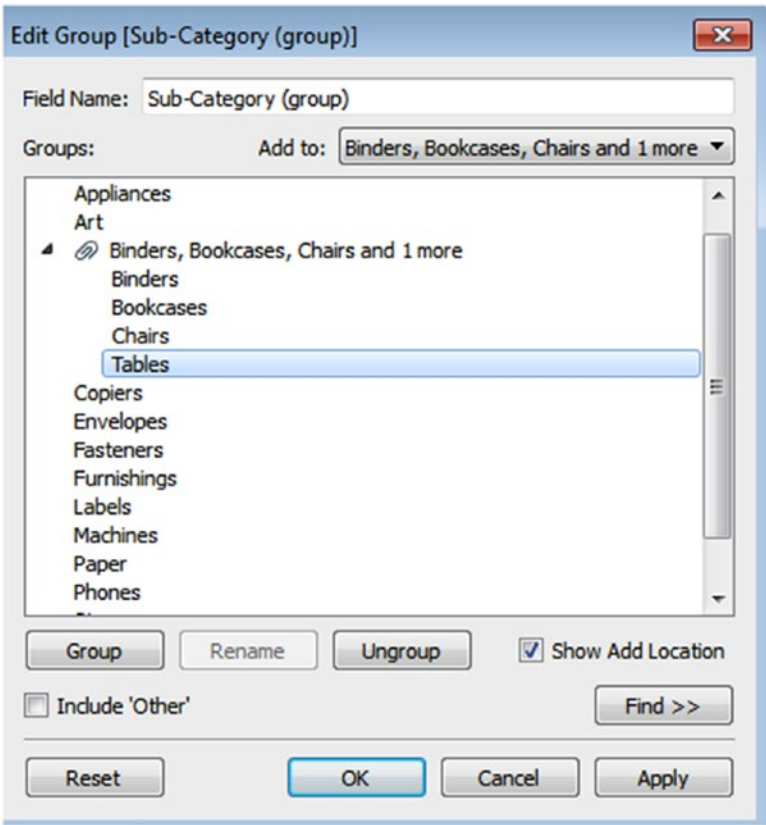 Edit Group [Sub-Category (group)]
Field Name: Sub-Category (group)
Groups: Add to: Binders, Bookcases, Chairs and 1 more
Appliances
Art
Binders, Bookcases, Chairs and 1 more
Binders
Bookcases
Chairs
Tables
Copiers
Envelopes
Fasteners
Furnishings
Labels
Machines
Paper
Phones
Group Rename Ungroup Show Add Location
Include 'Other' Find >>
Reset OK Cancel Apply